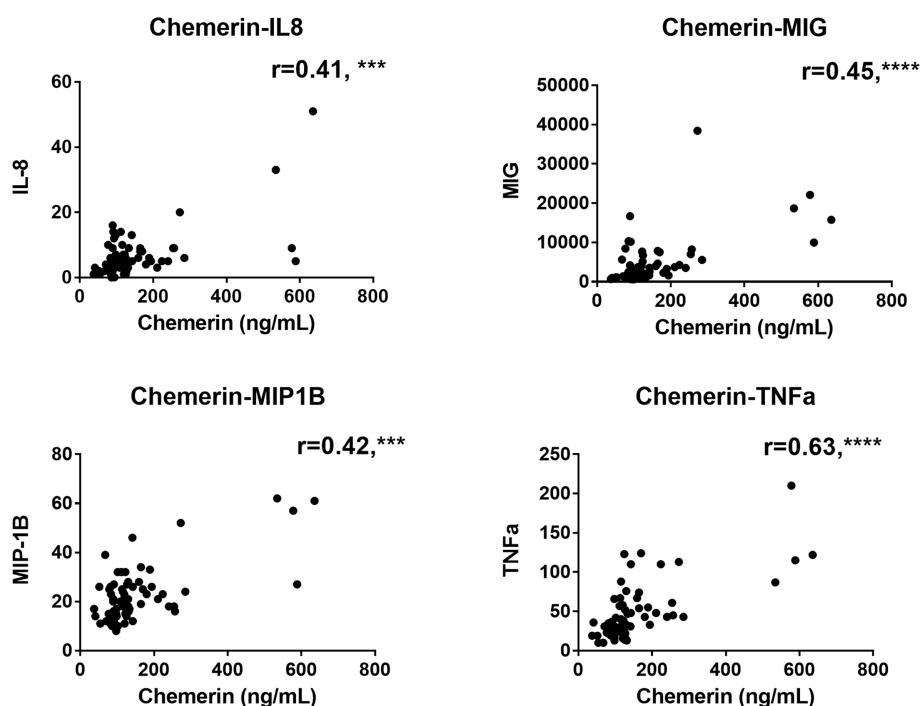 Chemerin-IL8
r=0.41, ***
60
40
20
0
IL-8
0 200 400 600 800
Chemerin (ng/mL)
Chemerin-MIG
r=0.45,****
50000
40000
30000
20000
10000
0
MIG
0 200 400 600 800
Chemerin (ng/mL)
Chemerin-MIP1B
r=0.42,***
80
60
40
20
0
MIP-1B
0 200 400 600 800
Chemerin (ng/mL)
Chemerin-TNFa
r=0.63,****
250
200
150
100
50
0
TNFa
0 200 400 600 800
Chemerin (ng/mL)